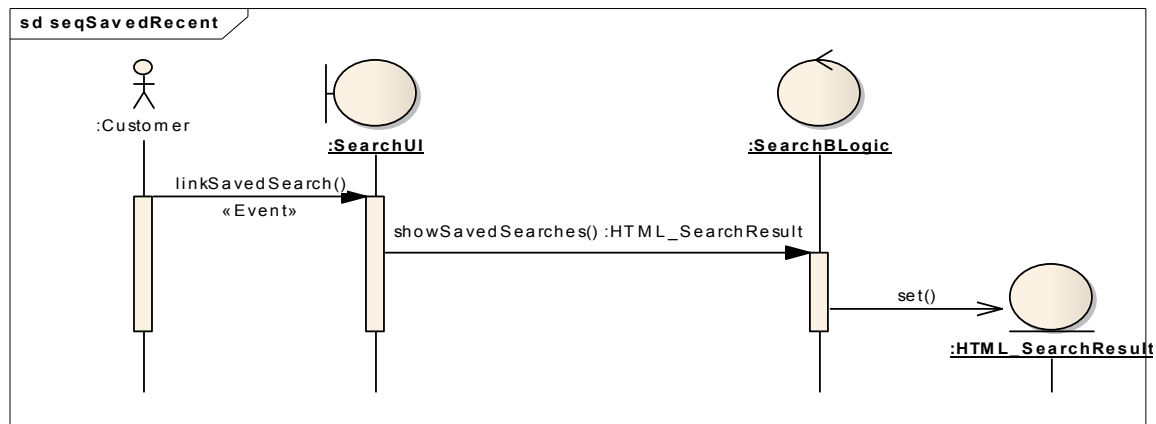 sd seqSavedRecent
:Customer
:SearchUI
:SearchBLogic
linkSavedSearch()
«Event»
showSavedSearches() :HTML_SearchResult
set()
:HTML_SearchResult